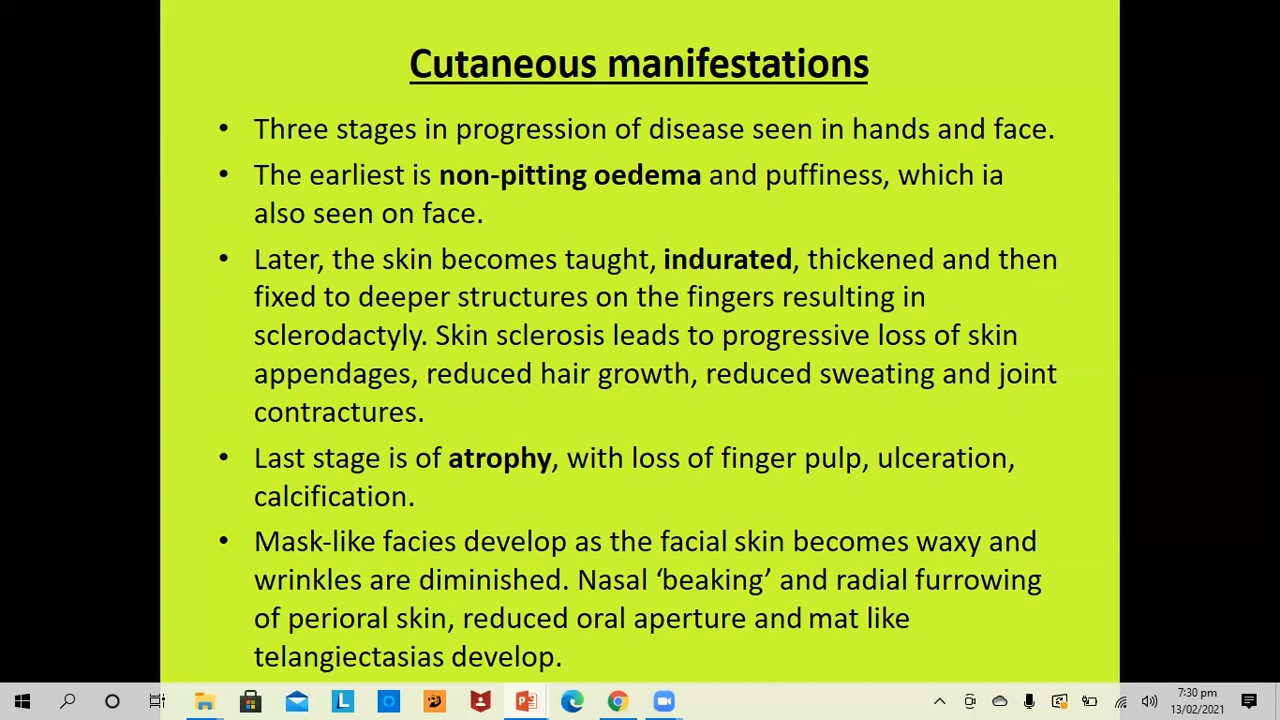 Cutaneous manifestations
• Three stages in progression of disease seen in hands and face.
• The earliest is non-pitting oedema and puffiness, which ia
also seen on face.
• Later, the skin becomes taught, indurated, thickened and then
fixed to deeper structures on the fingers resulting in
sclerodactyly. Skin sclerosis leads to progressive loss of skin
appendages, reduced hair growth, reduced sweating and joint
contractures.
• Last stage is of atrophy, with loss of finger pulp, ulceration,
calcification.
• Mask-like facies develop as the facial skin becomes waxy and
wrinkles are diminished. Nasal ‘beaking’ and radial furrowing
of perioral skin, reduced oral aperture and mat like
telangiectasias develop.
L
7:30 pm
13/02/2021